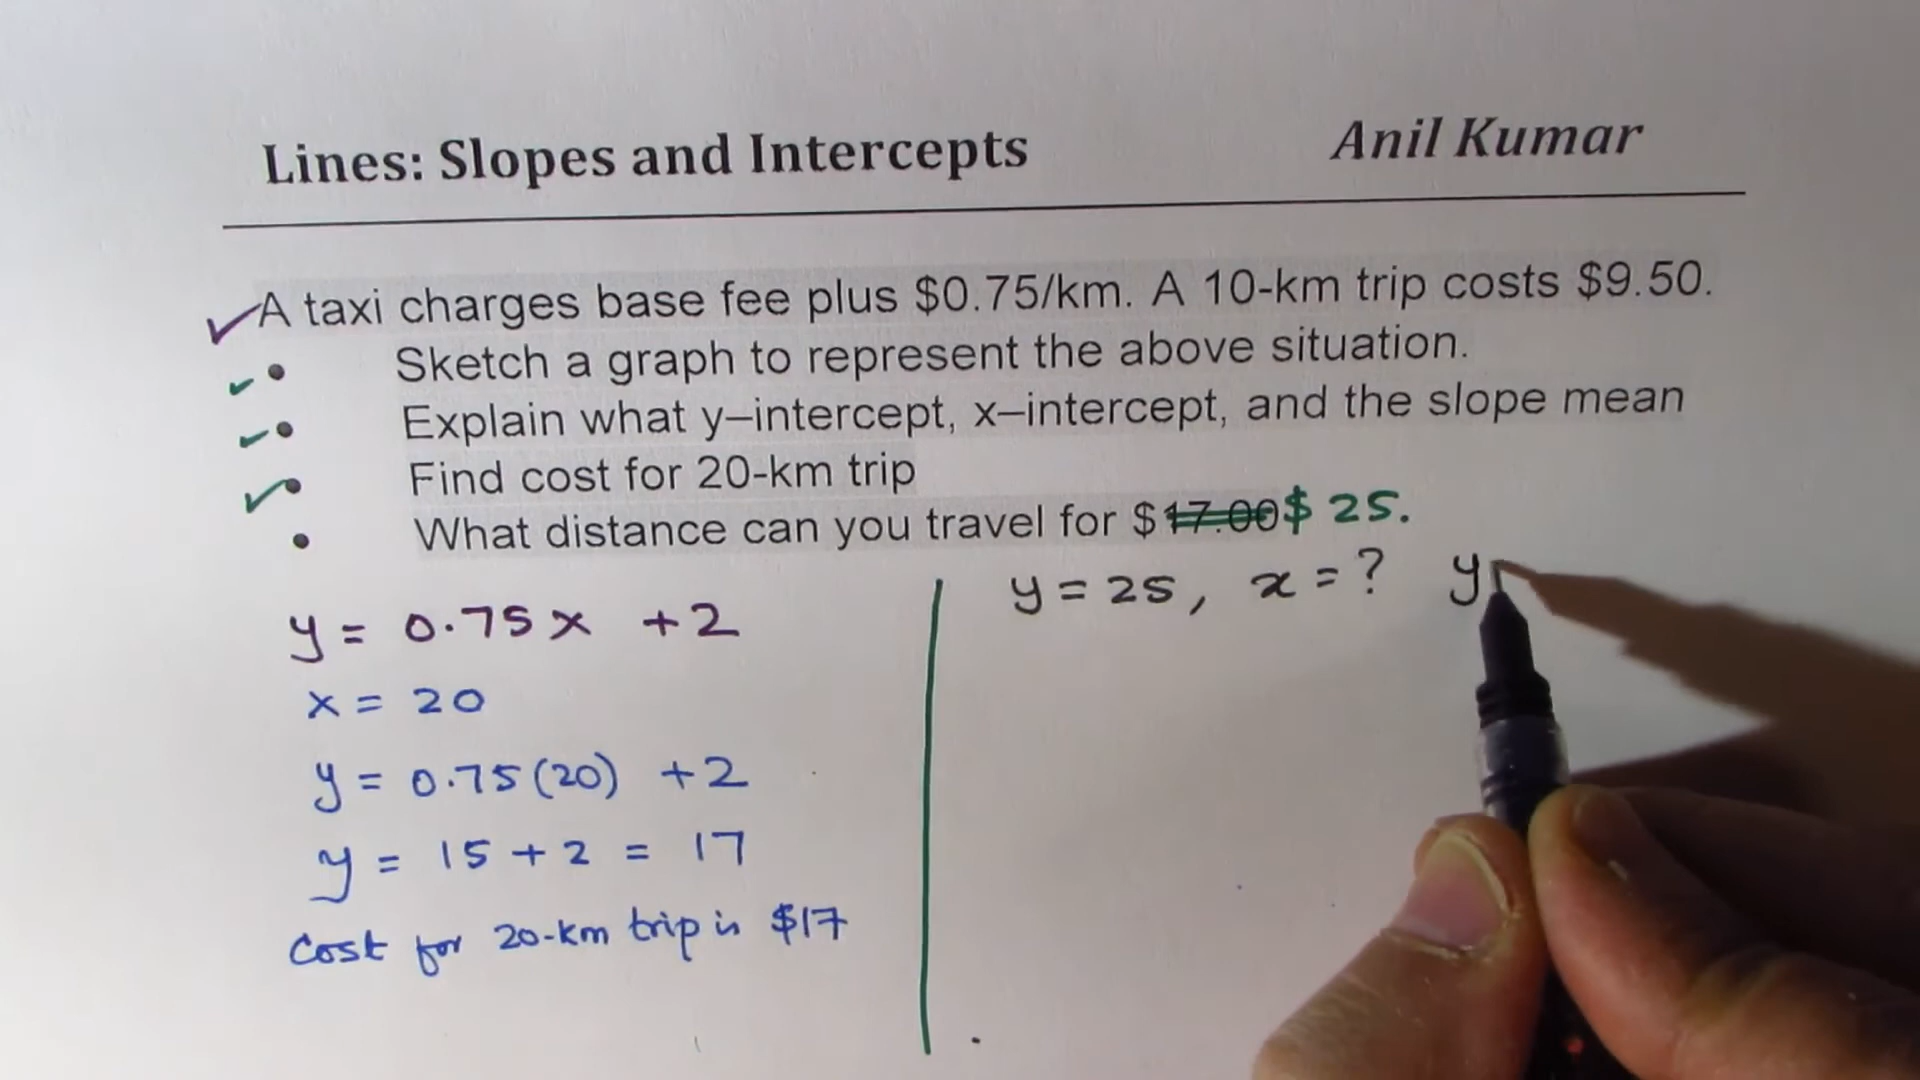 Lines: Slopes and Intercepts Anil Kumar
✓A taxi charges base fee plus $0.75/km. A 10-km trip costs $9.50.
✓• Sketch a graph to represent the above situation.
✓• Explain what y–intercept, x–intercept, and the slope mean
✓• Find cost for 20-km trip
• What distance can you travel for $17.00$ 25.
y = 0.75x +2
x = 20
y = 0.75(20) +2
y = 15 + 2 = 17
Cost for 20-km trip is $17
y = 25, x = ? y